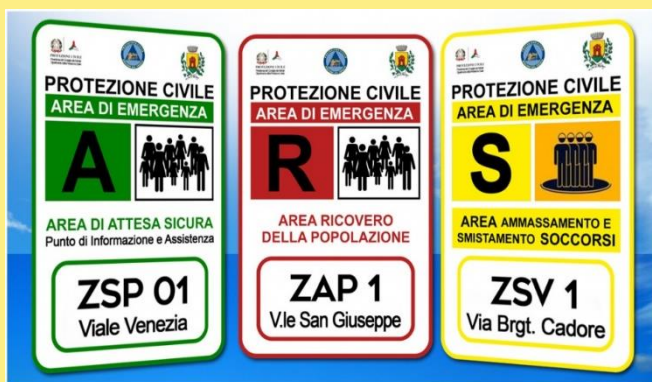 PROTEZIONE CIVILE
AREA DI EMERGENZA
A
AREA DI ATTESA SICURA
Punto di Informazione e Assistenza
ZSP 01
Viale Venezia
PROTEZIONE CIVILE
AREA DI EMERGENZA
R
AREA RICOVERO
DELLA POPOLAZIONE
ZAP 1
V.le San Giuseppe
PROTEZIONE CIVILE
AREA DI EMERGENZA
S
AREA AMMASSAMENTO E
SMISTAMENTO SOCCORSI
ZSV 1
Via Brgt. Cadore